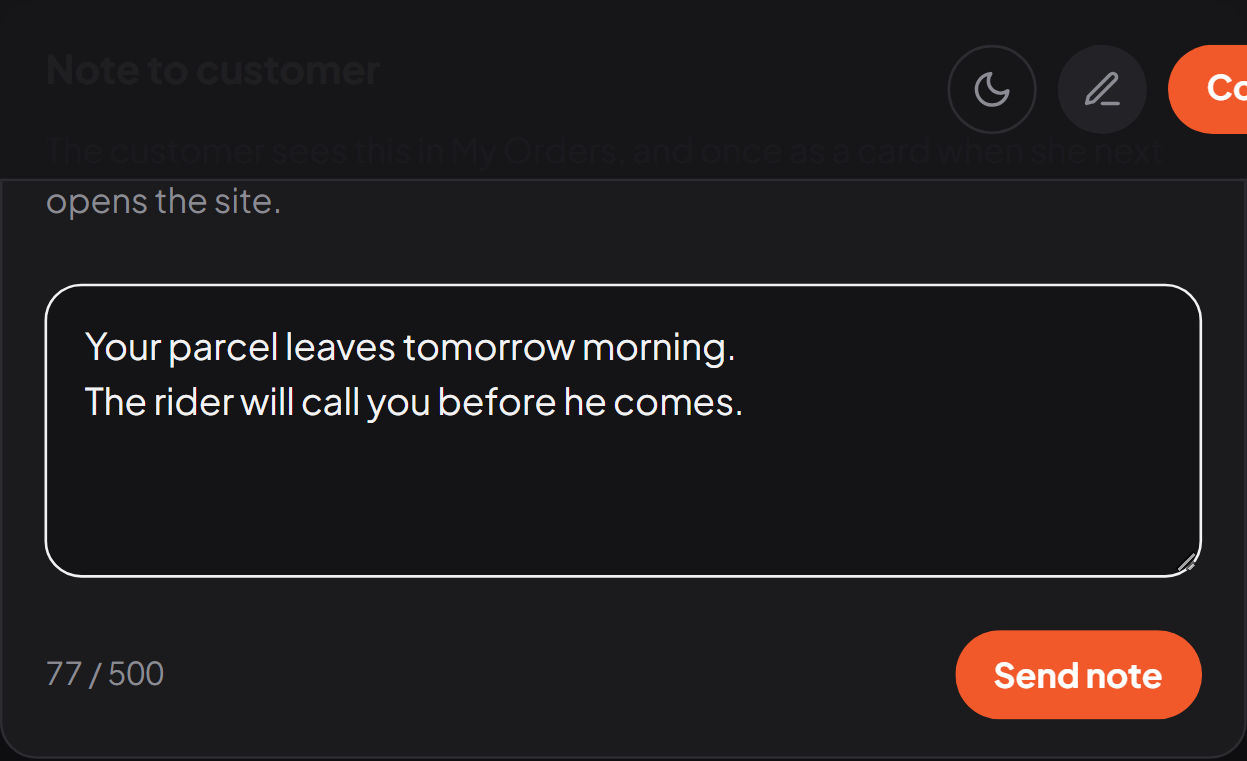 Note to customer
Co
The customer sees this in My Orders, and once as a card when she next
opens the site.
Your parcel leaves tomorrow morning.
The rider will call you before he comes.
77 / 500
Send note